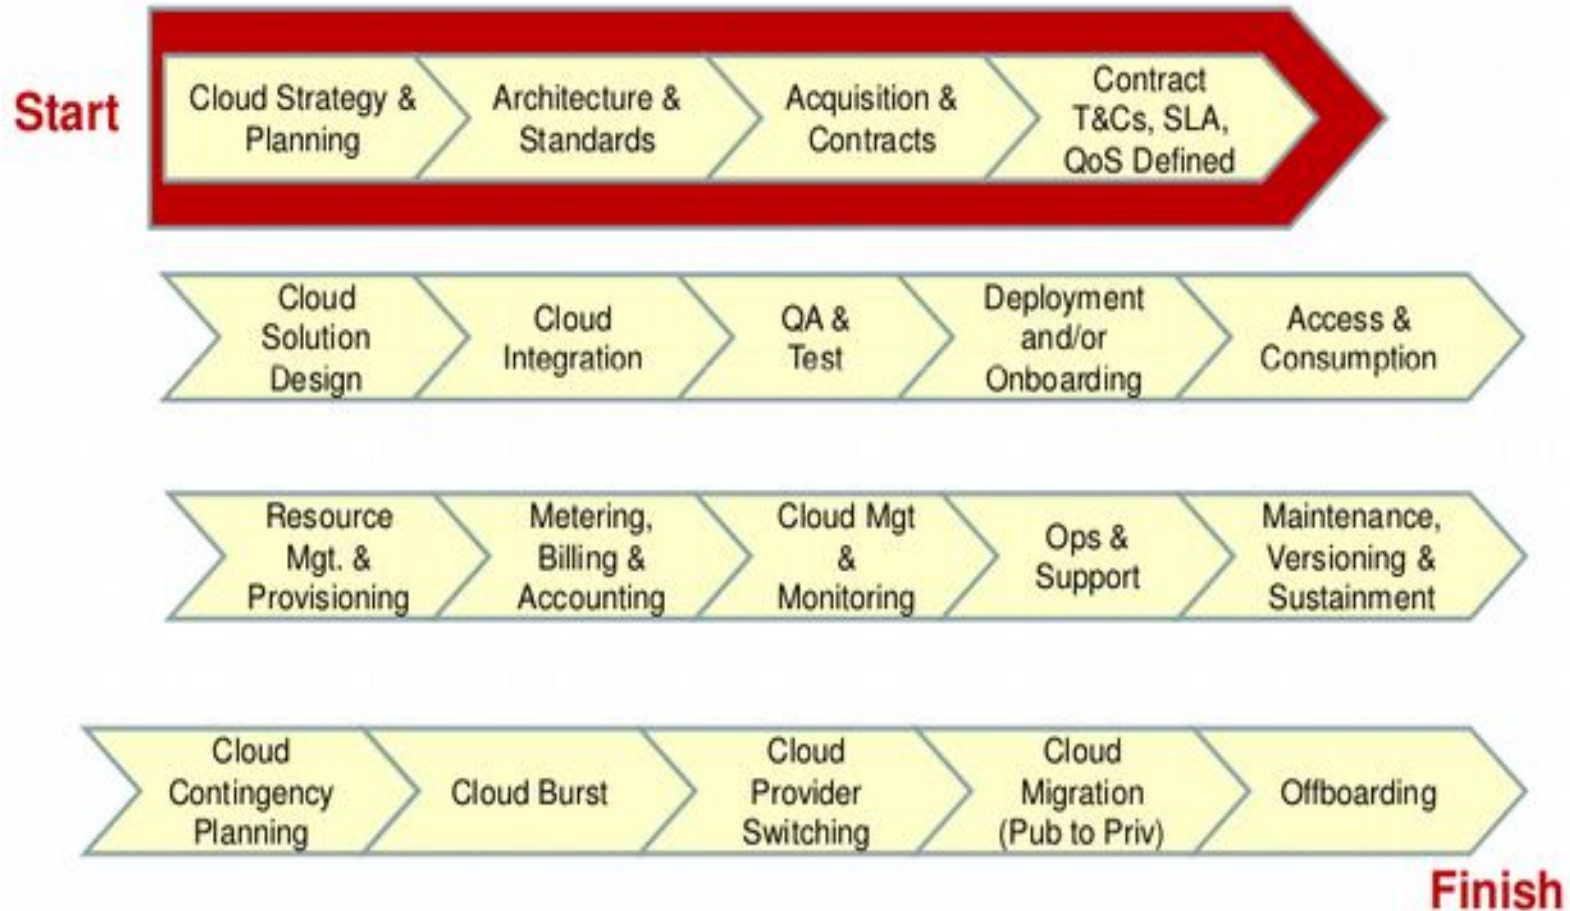 Start
Cloud Strategy &
Planning
Architecture &
Standards
Acquisition &
Contracts
Contract
T&Cs, SLA,
QoS Defined
Cloud
Solution
Design
Cloud
Integration
QA &
Test
Deployment
and/or
Onboarding
Access &
Consumption
Resource
Mgt. &
Provisioning
Metering,
Billing &
Accounting
Cloud Mgt
&
Monitoring
Ops &
Support
Maintenance,
Versioning &
Sustainment
Cloud
Contingency
Planning
Cloud Burst
Cloud
Provider
Switching
Cloud
Migration
(Pub to Priv)
Offboarding
Finish